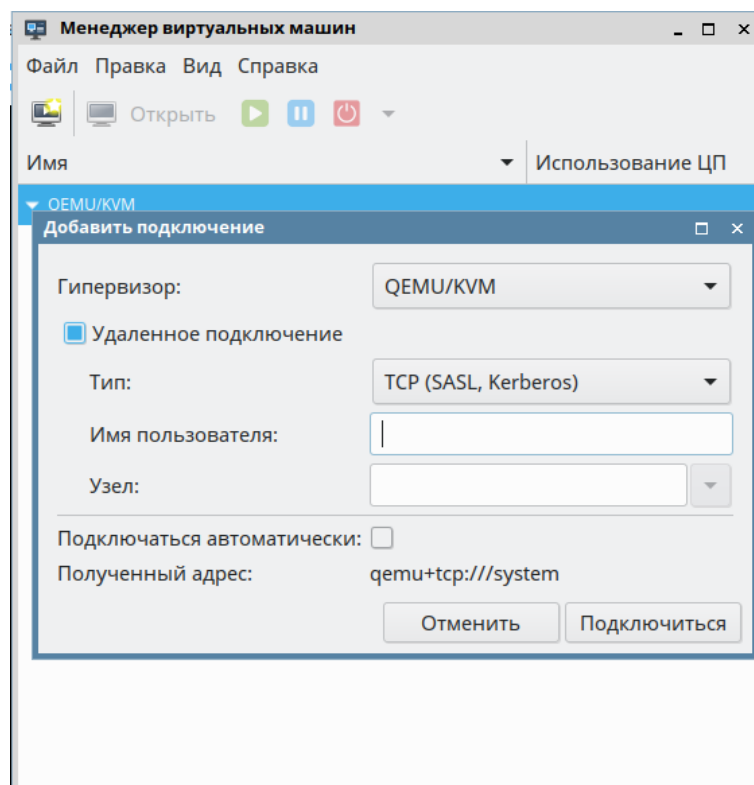 Менеджер виртуальных машин
Файл Правка Вид Справка
Открыть
Имя Использование ЦП
QEMU/KVM
Добавить подключение
Гипервизор: QEMU/KVM
Удаленное подключение
Тип: TCP (SASL, Kerberos)
Имя пользователя:
Узел:
Подключаться автоматически:
Полученный адрес: qemu+tcp:///system
Отменить Подключиться